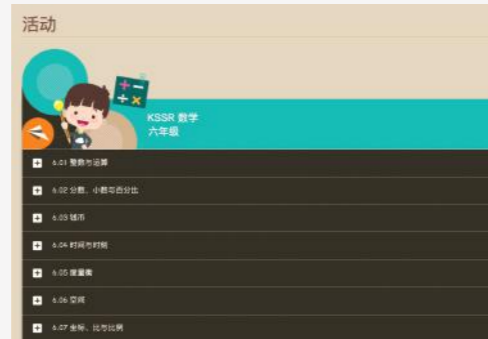 活动
KSSR 数学
六年级
6.01 整数与运算
6.02 分数、小数与百分比
6.03 钱币
6.04 时间与时刻
6.05 度量衡
6.06 空间
6.07 坐标、比与比例